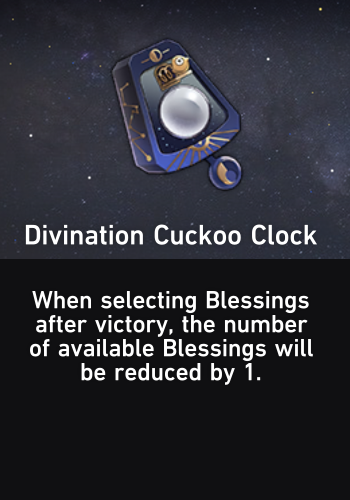 Divination Cuckoo Clock
When selecting Blessings
after victory, the number
of available Blessings will
be reduced by 1.